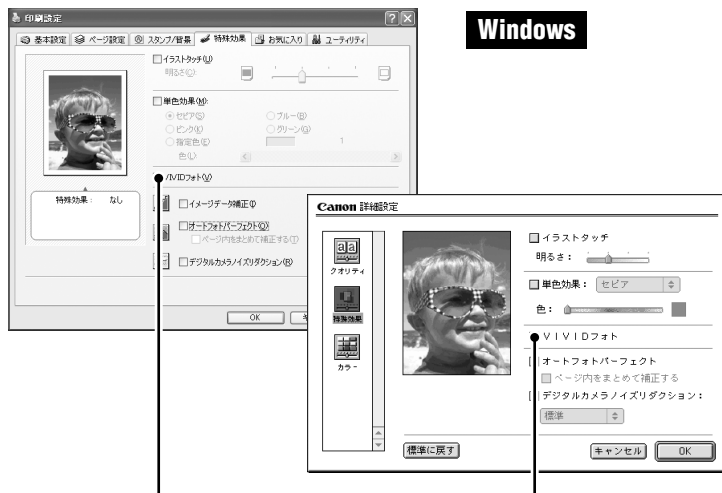 印刷設定
基本設定 ページ設定 スタンプ/背景 特殊効果 お気に入り ユーティリティ
Windows
イラストタッチ(U)
明るさ(C):
単色効果(M):
セピア(S) ブルー(B)
ピンク(K) グリーン(G)
指定色(E) 1
色(L):
VIVIDフォト(V)
特殊効果: なし
イメージデータ補正(I)
オートフォトパーフェクト(O)
ページ内をまとめて補正する(T)
デジタルカメラノイズリダクション(R)
OK
Canon 詳細設定
クオリティ
特殊効果
カラー
イラストタッチ
明るさ:
単色効果: セピア
色:
VIVIDフォト
オートフォトパーフェクト
ページ内をまとめて補正する
デジタルカメラノイズリダクション:
標準
標準に戻す キャンセル OK